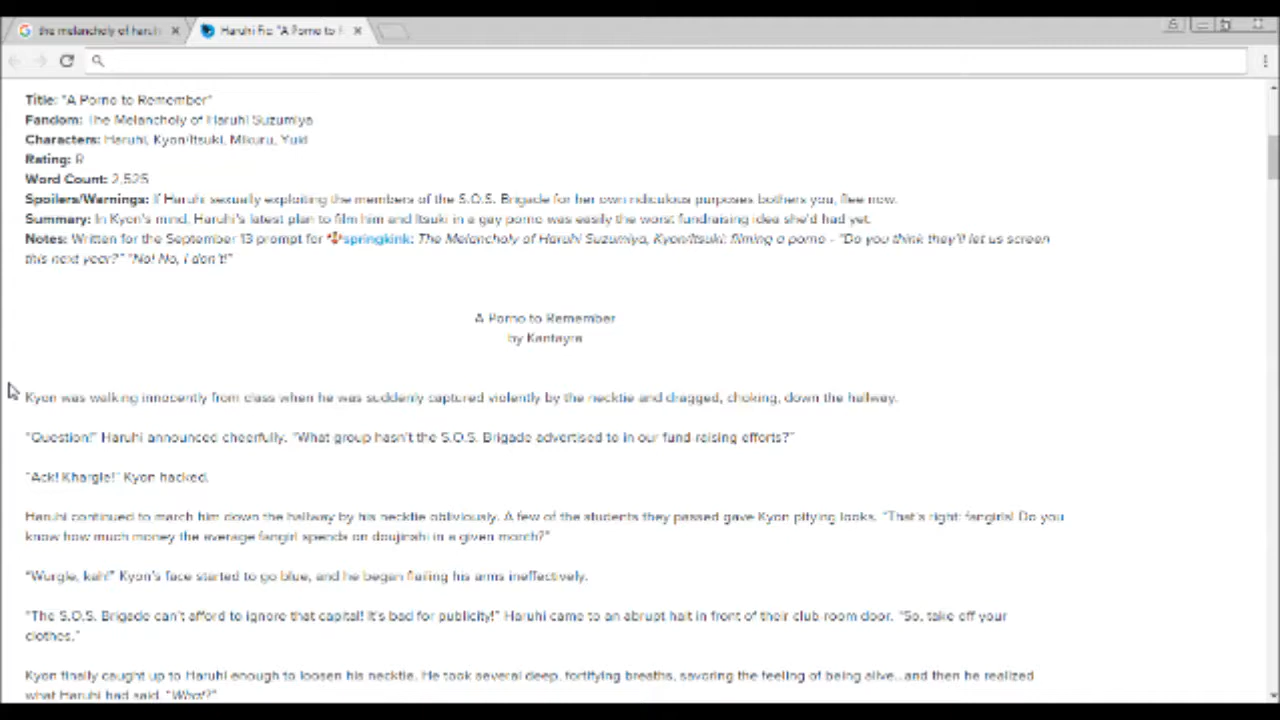 the melancholy of haruh
Haruhi Fic: "A Porno to R
Title: "A Porno to Remember"
Fandom: The Melancholy of Haruhi Suzumiya
Characters: Haruhi, Kyon/Itsuki, Mikuru, Yuki
Rating: R
Word Count: 2,525
Spoilers/Warnings: If Haruhi sexually exploiting the members of the S.O.S. Brigade for her own ridiculous purposes bothers you, flee now.
Summary: In Kyon's mind, Haruhi's latest plan to film him and Itsuki in a gay porno was easily the worst fundraising idea she'd had yet.
Notes: Written for the September 13 prompt for springkink: The Melancholy of Haruhi Suzumiya, Kyon/Itsuki: filming a porno - "Do you think they'll let us screen
this next year?" "No! No, I don't!"
A Porno to Remember
by Kantayra
Kyon was walking innocently from class when he was suddenly captured violently by the necktie and dragged, choking, down the hallway.
"Question!" Haruhi announced cheerfully. "What group hasn't the S.O.S. Brigade advertised to in our fund raising efforts?"
"Ack! Khargle!" Kyon hacked.
Haruhi continued to march him down the hallway by his necktie obliviously. A few of the students they passed gave Kyon pitying looks. "That's right: fangirls! Do you
know how much money the average fangirl spends on doujinshi in a given month?"
"Wurgle, kah!" Kyon's face started to go blue, and he began flailing his arms ineffectively.
"The S.O.S. Brigade can't afford to ignore that capital! It's bad for publicity!" Haruhi came to an abrupt halt in front of their club room door. "So, take off your
clothes."
Kyon finally caught up to Haruhi enough to loosen his necktie. He took several deep, fortifying breaths, savoring the feeling of being alive...and then he realized
what Haruhi had said. "What?"